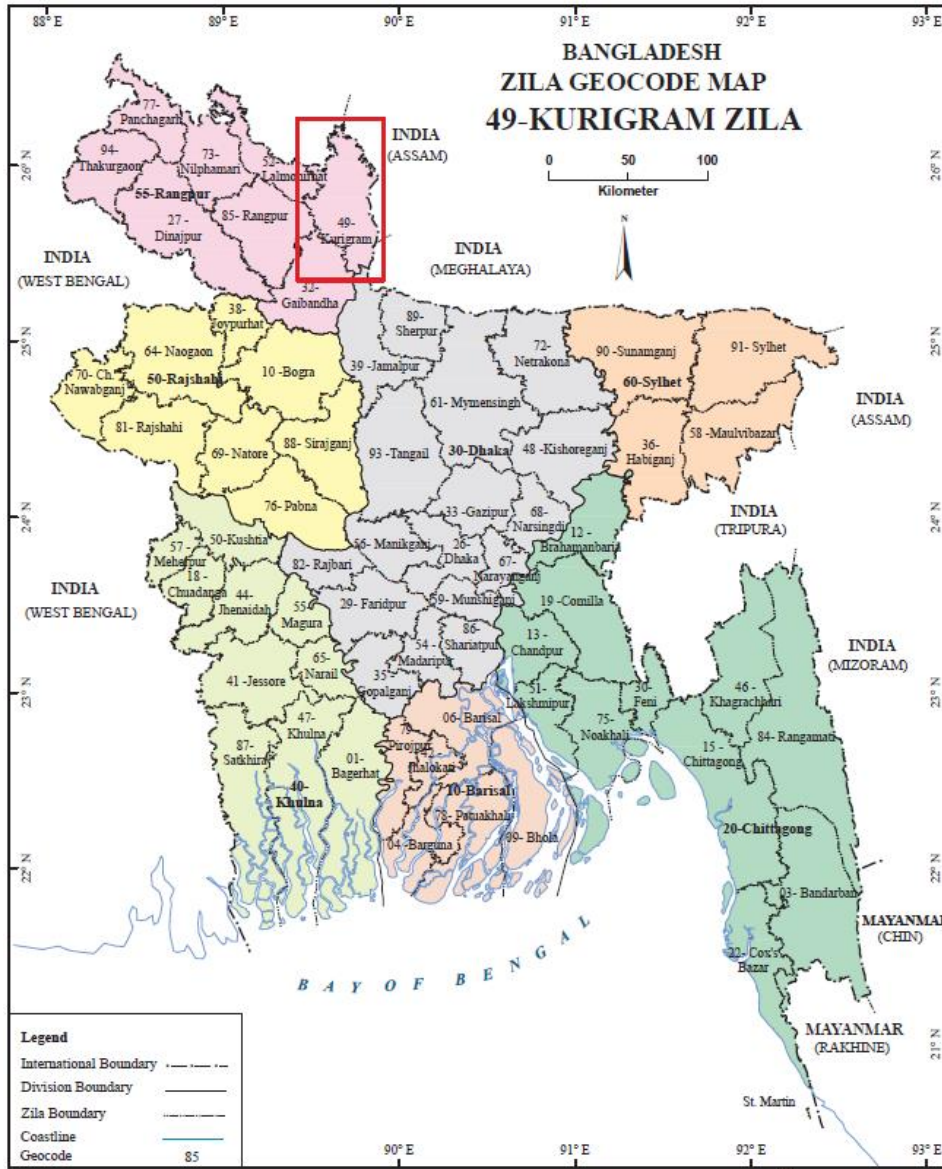 88° E 89° E 90° E 91° E 92° E 93° E
BANGLADESH
ZILA GEOCODE MAP
49-KURIGRAM ZILA
0 50 100
Kilometer
N
26° N
26° N
25° N
25° N
24° N
24° N
23° N
23° N
22° N
22° N
21° N
INDIA
(ASSAM)
INDIA
(MEGHALAYA)
INDIA
(WEST BENGAL)
INDIA
(ASSAM)
INDIA
(TRIPURA)
INDIA
(WEST BENGAL)
INDIA
(MIZORAM)
MAYANMAR
(CHIN)
MAYANMAR
(RAKHINE)
77-
Panchagarh
94-
Thakurgaon
73-
Nilphamari
52-
Lalmonirhat
55-Rangpur
27 -
Dinajpur
85- Rangpur
49-
Kurigram
32-
Gaibandha
38-
Joypurhat
64- Naogaon
70- Ch.
Nawabganj
50-Rajshahi
10 -Bogra
81- Rajshahi
69- Natore
88- Sirajganj
76- Pabna
89-
Sherpur
39 -Jamalpur
72-
Netrakona
61- Mymensingh
93 -Tangail
30-Dhaka
48 -Kishoreganj
33 -Gazipur
68-
Narsingdi
56- Manikganj
26-
Dhaka
67-
Narayanganj
82- Rajbari
29- Faridpur
59- Munshiganj
86-
Shariatpur
54 -
Madaripur
35-
Gopalganj
90 -Sunamganj
91- Sylhet
60-Sylhet
36-
Habiganj
58 -Maulvibazar
12 -
Brahamanbaria
19 -Comilla
13 -
Chandpur
51-
Lakshmipur
75-
Noakhali
30-
Feni
46 -
Khagrachhari
84- Rangamati
15 -
Chittagong
20-Chittagong
03- Bandarban
22- Cox's
Bazar
50-Kushtia
57-
Meherpur
18 -
Chuadanga
44-
Jhenaidah
55-
Magura
41 -Jessore
65-
Narail
47-
Khulna
87-
Satkhira
01-
Bagerhat
40-
Khulna
06- Barisal
79-
Pirojpur
42-
Jhalokati
10-Barisal
78- Patuakhali
04- Barguna
09- Bhola
BAY OF BENGAL
St. Martin
Legend
International Boundary
Division Boundary
Zila Boundary
Coastline
Geocode 85
90° E 91° E 92° E 93° E